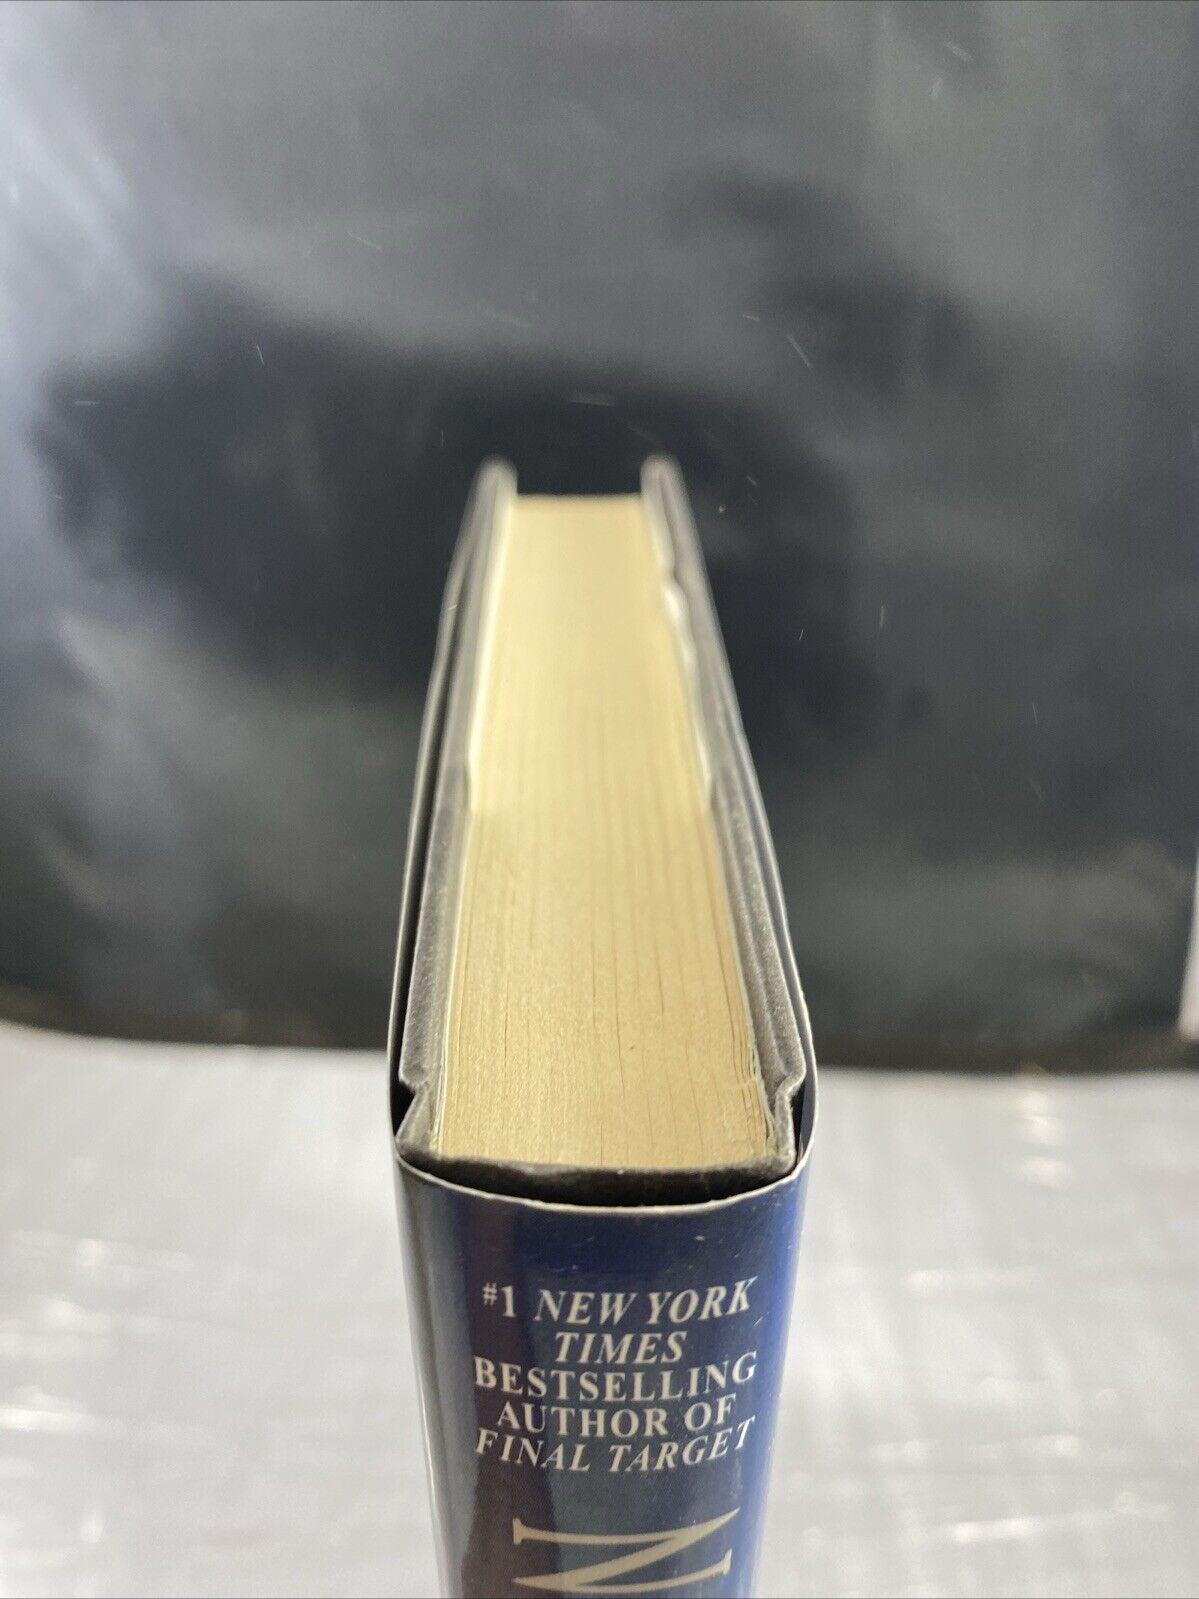 #1 NEW YORK
TIMES
BESTSELLING
AUTHOR OF
FINAL TARGET
N